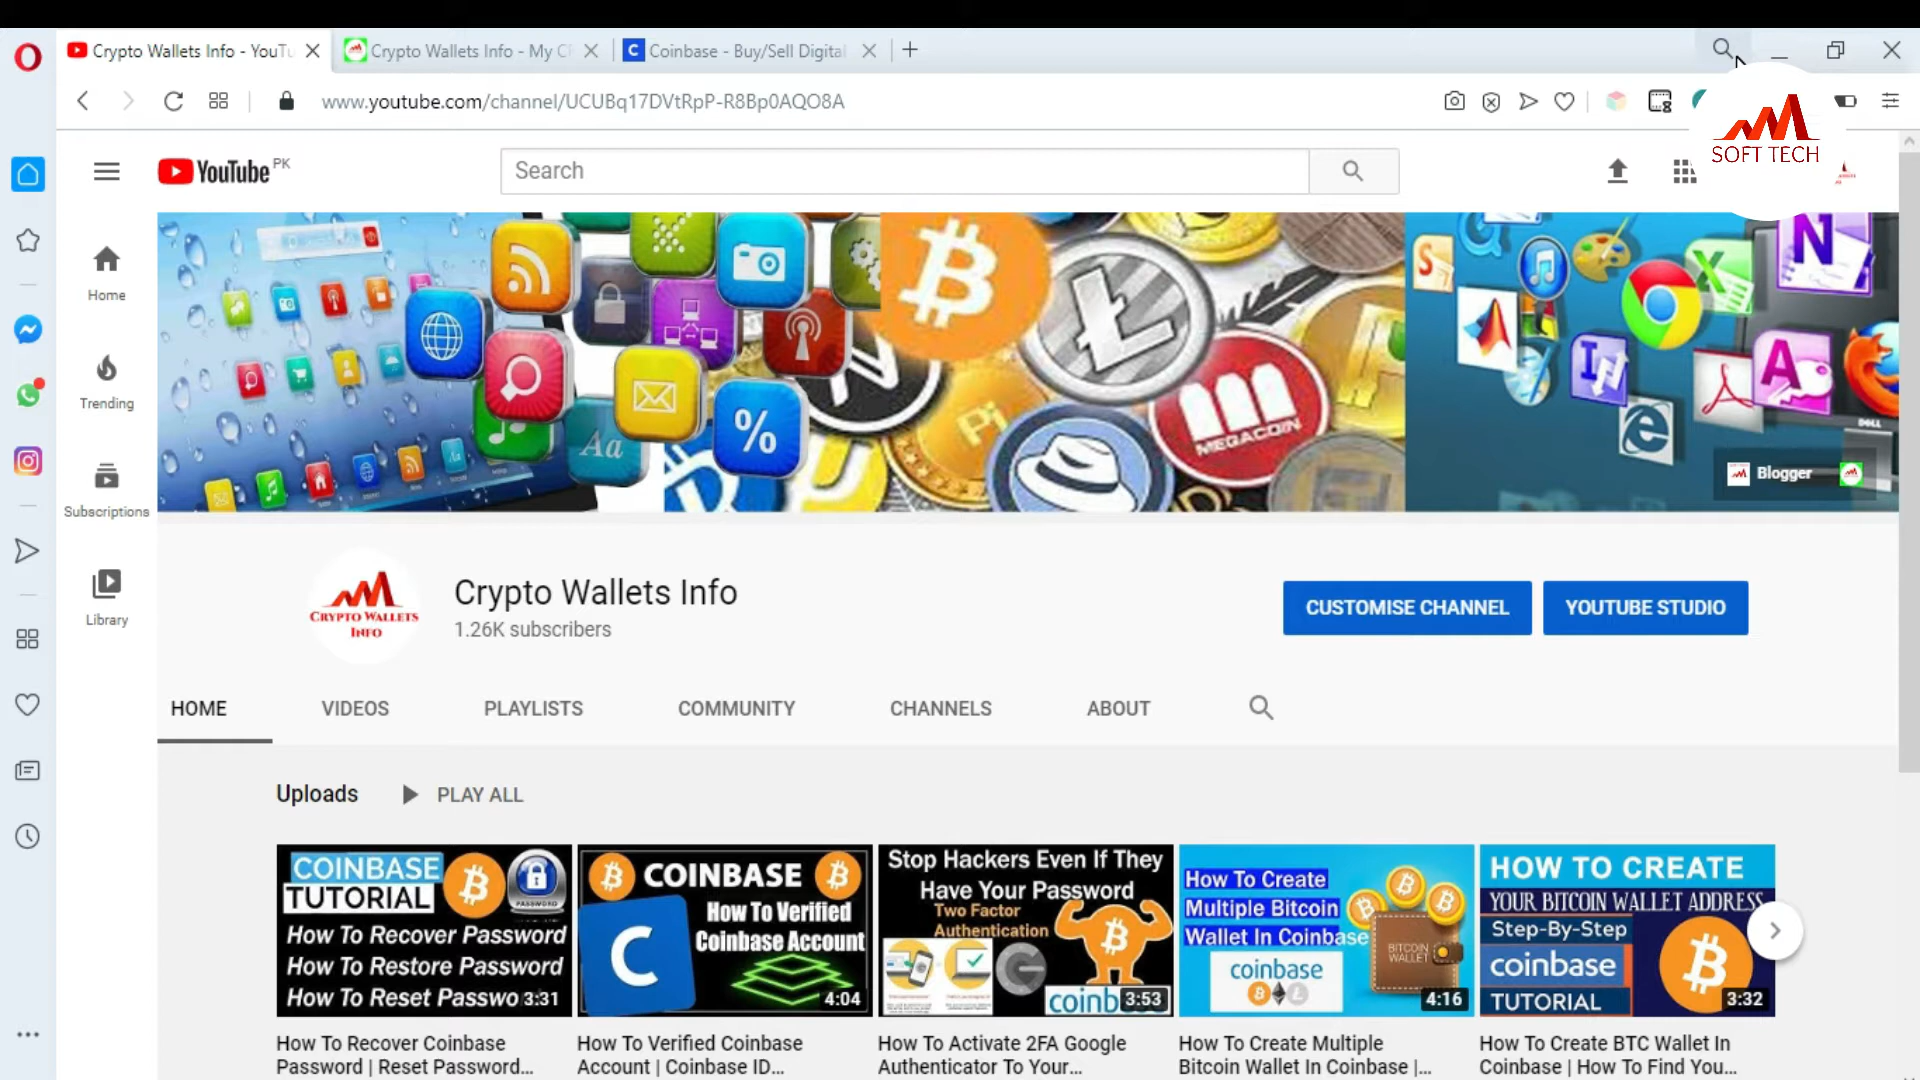 Crypto Wallets Info - YouTu
Crypto Wallets Info - My C
Coinbase - Buy/Sell Digital
www.youtube.com/channel/UCUBq17DVtRpP-R8Bp0AQO8A
SOFT TECH
YouTube PK
Search
Home
Trending
Subscriptions
Library
Aa
%
Pi
MEGACOIN
S
X
N
A
DELL
Blogger
CRYPTO WALLETS
INFO
Crypto Wallets Info
1.26K subscribers
CUSTOMISE CHANNEL
YOUTUBE STUDIO
HOME
VIDEOS
PLAYLISTS
COMMUNITY
CHANNELS
ABOUT
Uploads
PLAY ALL
COINBASE
TUTORIAL
PASSWORD
How To Recover Password
How To Restore Password
How To Reset Passwo
3:31
COINBASE
How To Verified
Coinbase Account
C
4:04
Stop Hackers Even If They
Have Your Password
Two Factor
Authentication
coinb
3:53
How To Create
Multiple Bitcoin
Wallet In Coinbase
coinbase
BITCOIN
WALLET
4:16
HOW TO CREATE
YOUR BITCOIN WALLET ADDRESS
Step-By-Step
coinbase
TUTORIAL
3:32
How To Recover Coinbase
Password | Reset Password...
How To Verified Coinbase
Account | Coinbase ID...
How To Activate 2FA Google
Authenticator To Your...
How To Create Multiple
Bitcoin Wallet In Coinbase |...
How To Create BTC Wallet In
Coinbase | How To Find You...